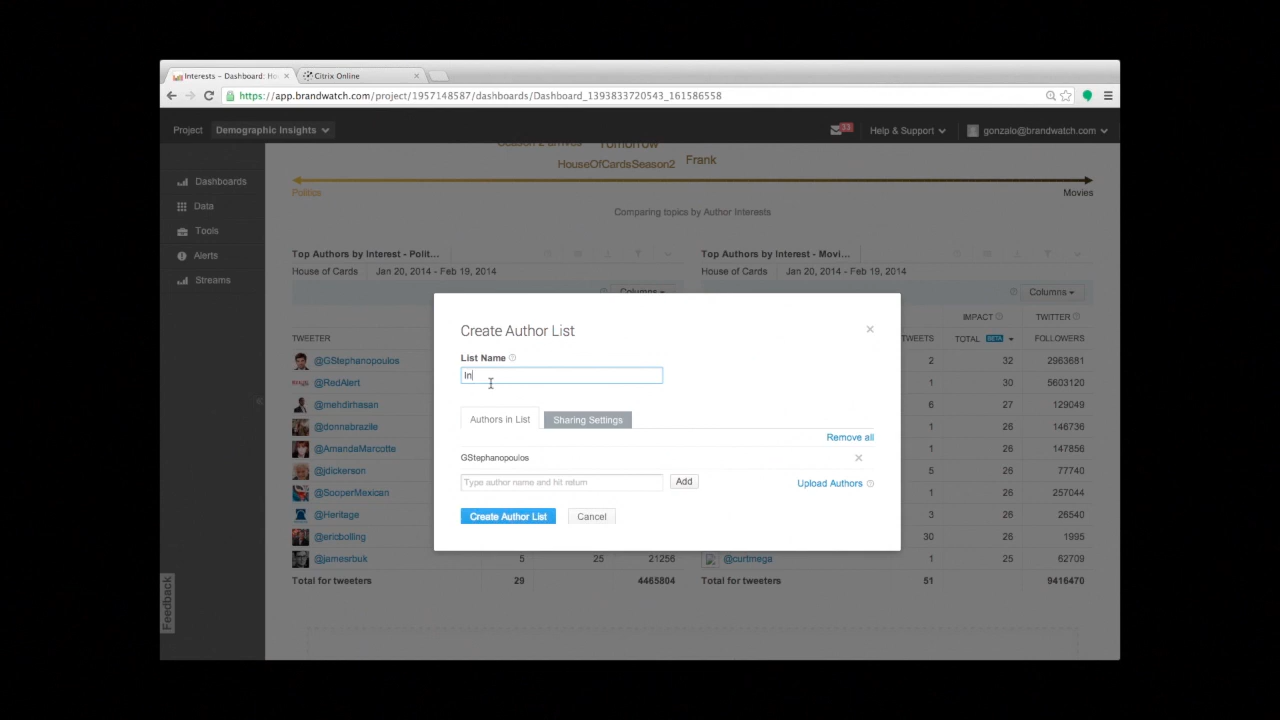 Interests – Dashboard: Ho
Citrix Online
https://app.brandwatch.com/project/1957148587/dashboards/Dashboard_1393833720543_161586558
Project Demographic Insights
33 Help & Support gonzalo@brandwatch.com
Season 2 arrives Tomorrow
HouseOfCardsSeason2 Frank
Politics Movies
Comparing topics by Author Interests
Dashboards
Data
Tools
Alerts
Streams
Feedback
Top Authors by Interest - Polit...
House of Cards Jan 20, 2014 - Feb 19, 2014
Columns
TWEETER
@GStephanopoulos
@RedAlert
@mehdirhasan
@donnabrazile
@AmandaMarcotte
@jdickerson
@SooperMexican
@Heritage
@ericbolling
@jamesrbuk 5 25 21256
Total for tweeters 29 4465804
Top Authors by Interest - Movi...
House of Cards Jan 20, 2014 - Feb 19, 2014
Columns
IMPACT TWITTER
TWEETS TOTAL BETA FOLLOWERS
2 32 2963681
1 30 5603120
6 27 129049
1 26 146736
1 26 147856
5 26 77740
1 26 257044
3 26 26540
30 26 1995
@curtmega 1 25 62709
Total for tweeters 51 9416470
Create Author List
List Name
In
Authors in List Sharing Settings
Remove all
GStephanopoulos
Type author name and hit return Add Upload Authors
Create Author List Cancel